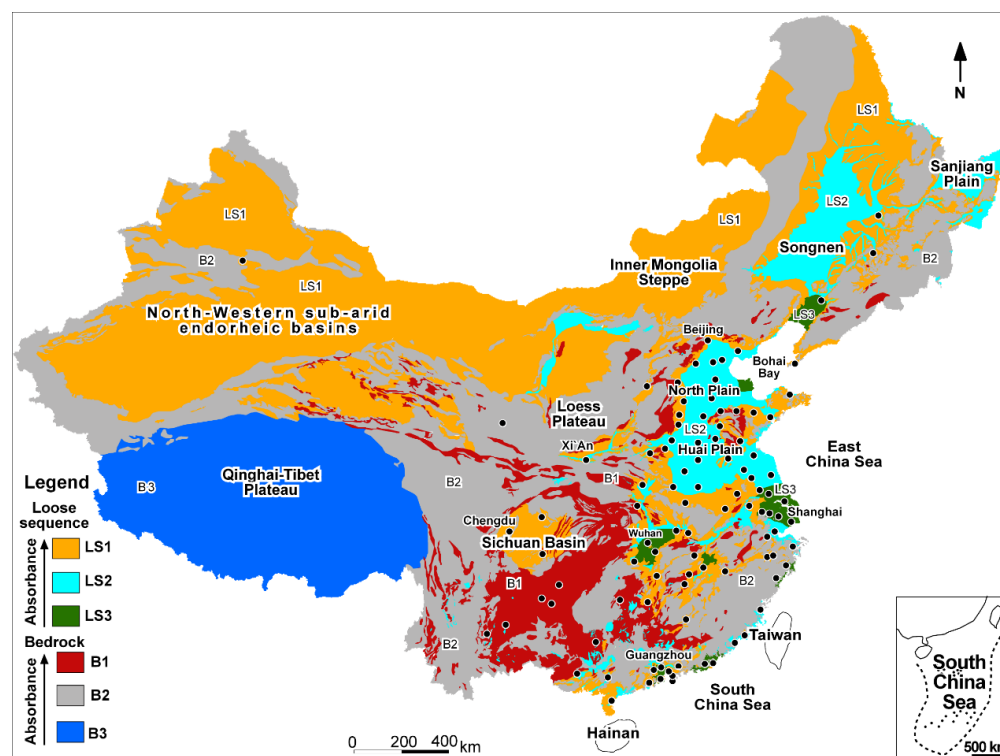 N
LS1
Sanjiang
Plain
LS2
LS1
LS1
Songnen
B2
B2
Inner Mongolia
Steppe
LS1
North-Western sub-arid
endorheic basins
LS3
Beijing
Bohai
Bay
North Plain
Loess
Plateau
LS2
Xi'An
Huai Plain
East
China Sea
Qinghai-Tibet
Plateau
B3
B2
B1
LS3
Shanghai
Chengdu
Sichuan Basin
Wuhan
B1
B2
B2
Taiwan
Guangzhou
South
China Sea
Hainan
Legend
Loose
sequence
Absorbance
LS1
LS2
LS3
Bedrock
Absorbance
B1
B2
B3
0 200 400 km
South
China
Sea
500 km